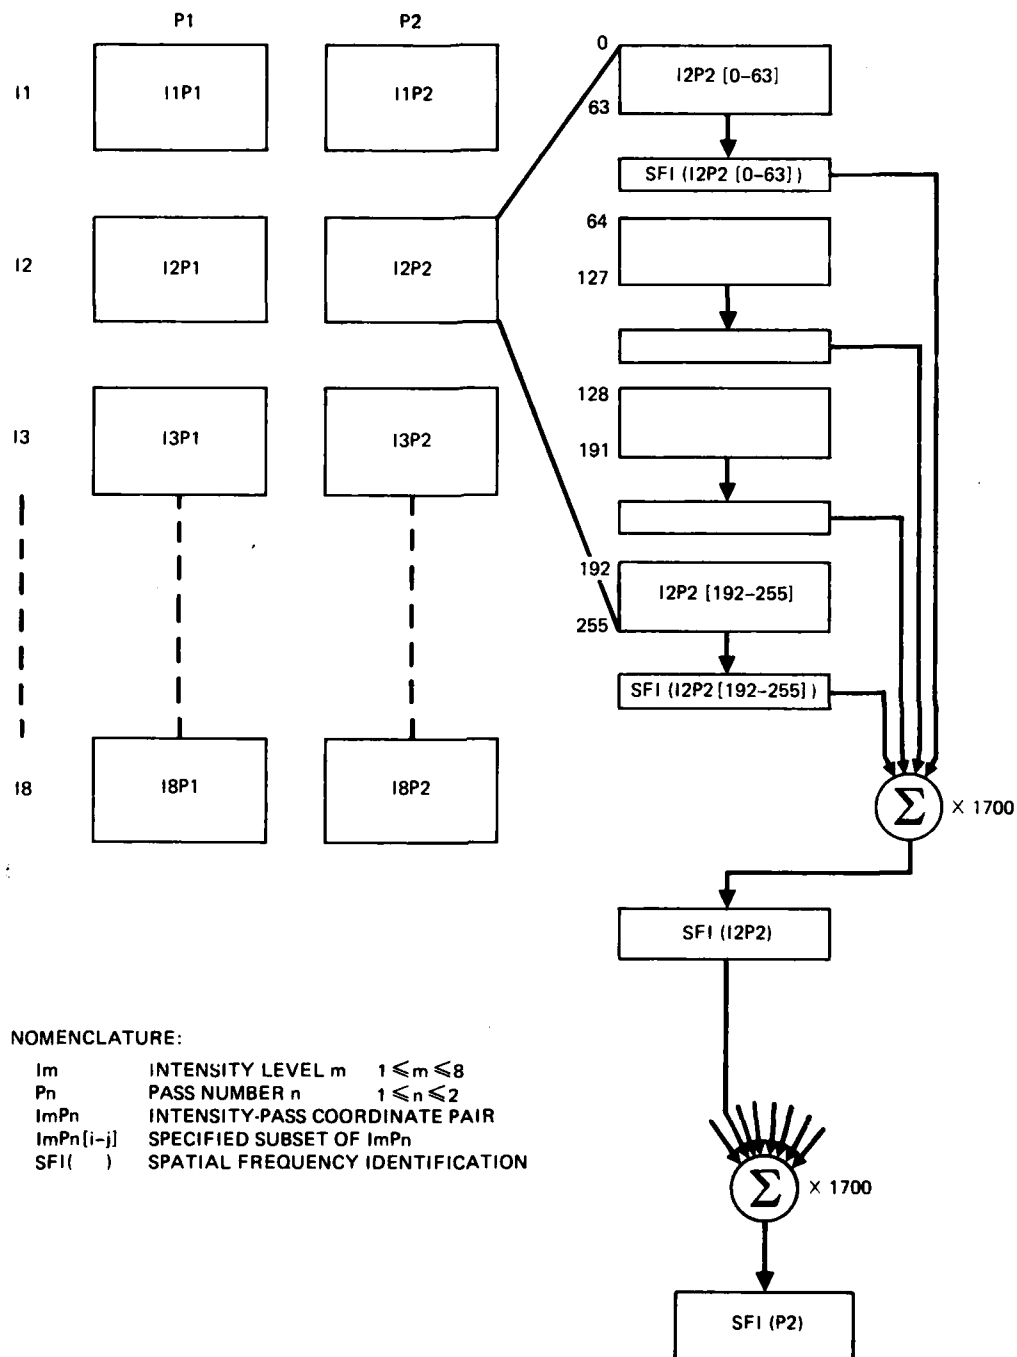 P1 P2
I1 I1P1 I1P2
I2 I2P1 I2P2
I3 I3P1 I3P2
I8 I8P1 I8P2
0
I2P2 [0-63]
63
SFI (I2P2 [0-63])
64
127
128
191
192
I2P2 [192-255]
255
SFI (I2P2 [192-255])
Σ × 1700
SFI (I2P2)
Σ × 1700
SFI (P2)
NOMENCLATURE:
Im INTENSITY LEVEL m 1 ≤ m ≤ 8
Pn PASS NUMBER n 1 ≤ n ≤ 2
ImPn INTENSITY-PASS COORDINATE PAIR
ImPn[i-j] SPECIFIED SUBSET OF ImPn
SFI( ) SPATIAL FREQUENCY IDENTIFICATION